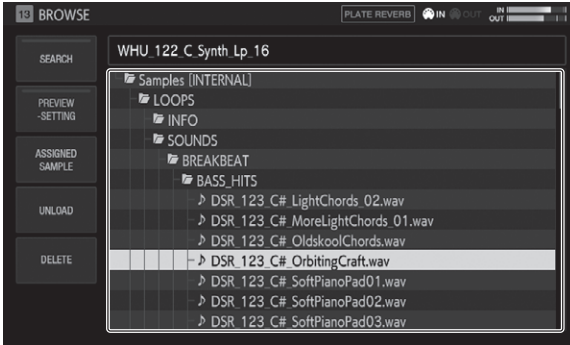 13 BROWSE
PLATE REVERB IN OUT IN
OUT
SEARCH
WHU_122_C_Synth_Lp_16
PREVIEW
-SETTING
ASSIGNED
SAMPLE
UNLOAD
DELETE
Samples [INTERNAL]
LOOPS
INFO
SOUNDS
BREAKBEAT
BASS_HITS
DSR_123_C#_LightChords_02.wav
DSR_123_C#_MoreLightChords_01.wav
DSR_123_C#_OldskoolChords.wav
DSR_123_C#_OrbitingCraft.wav
DSR_123_C#_SoftPianoPad01.wav
DSR_123_C#_SoftPianoPad02.wav
DSR_123_C#_SoftPianoPad03.wav